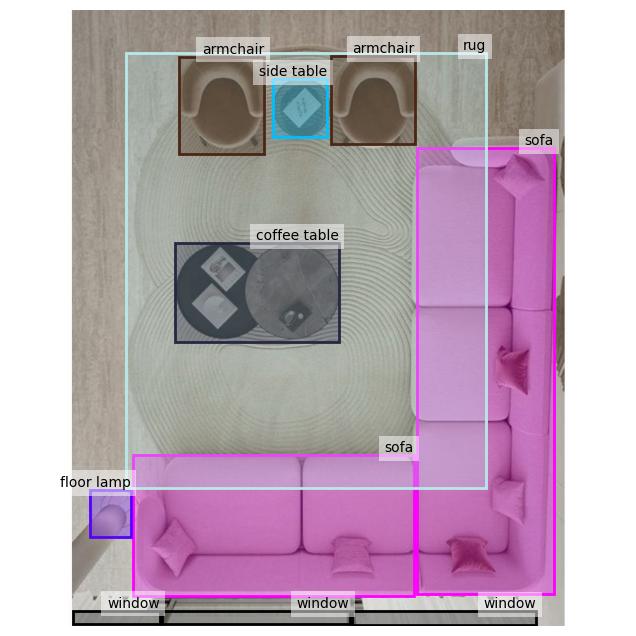 armchair
armchair
rug
side table
sofa
coffee table
sofa
floor lamp
window
window
window